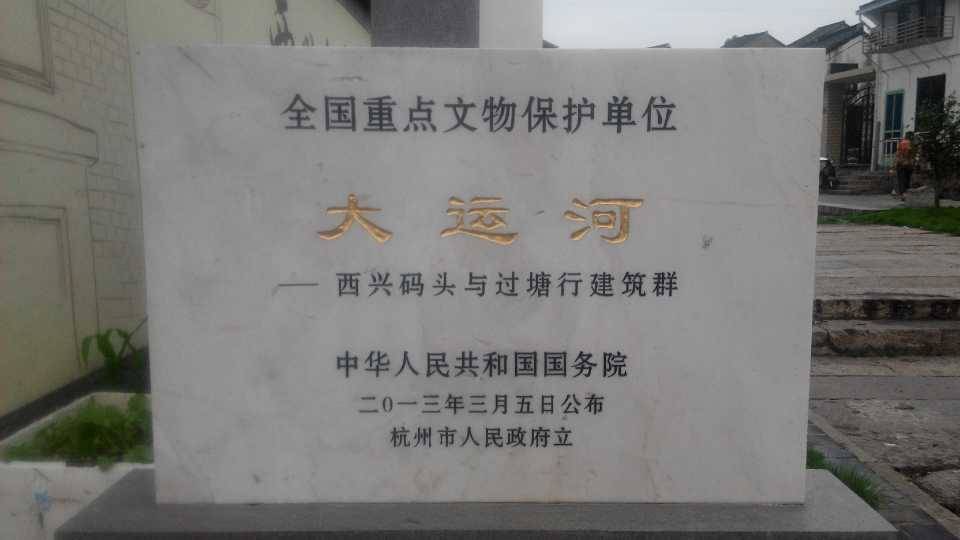 全国重点文物保护单位
大运河
—西兴码头与过塘行建筑群
中华人民共和国国务院
二0一三年三月五日公布
杭州市人民政府立